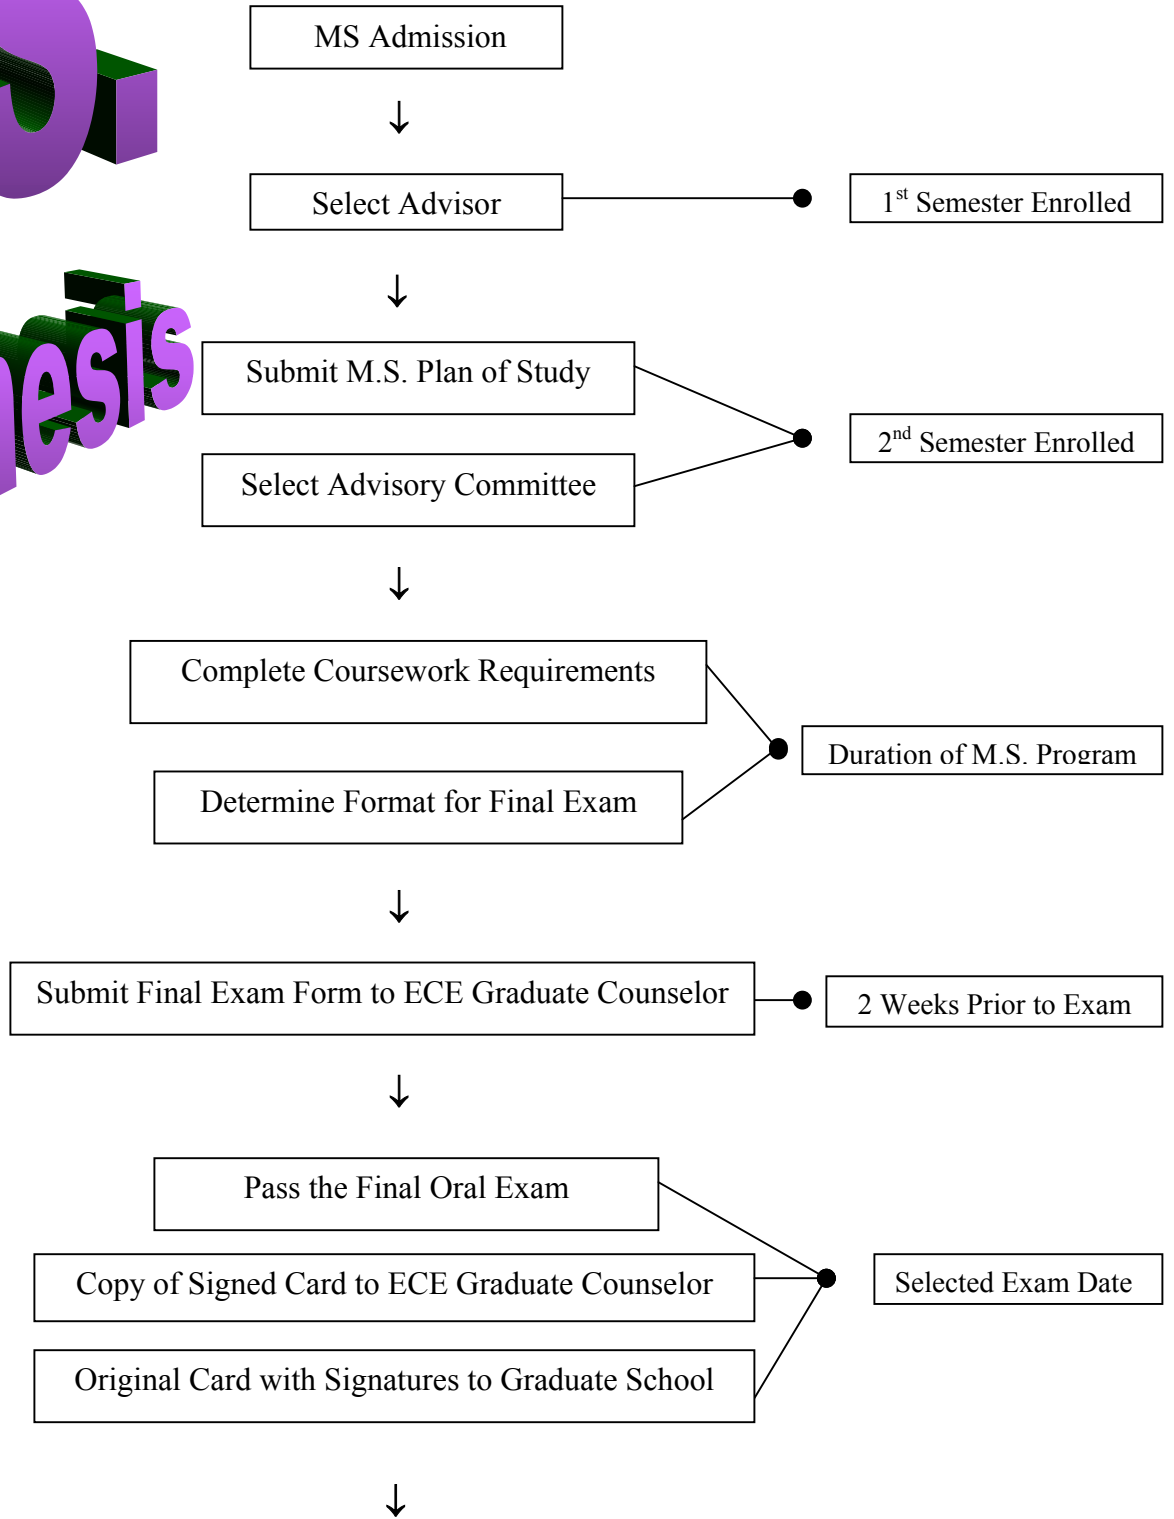 S.
MS Admission
↓
Select Advisor
1st Semester Enrolled
↓
hesis
Submit M.S. Plan of Study
2nd Semester Enrolled
Select Advisory Committee
↓
Complete Coursework Requirements
Duration of M.S. Program
Determine Format for Final Exam
↓
Submit Final Exam Form to ECE Graduate Counselor
2 Weeks Prior to Exam
↓
Pass the Final Oral Exam
Copy of Signed Card to ECE Graduate Counselor
Selected Exam Date
Original Card with Signatures to Graduate School
↓